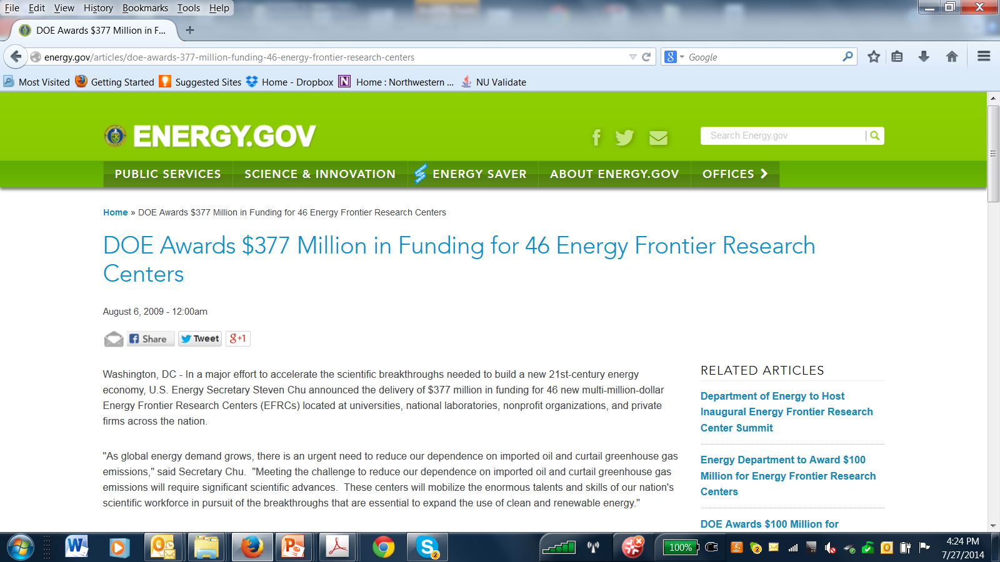 File Edit View History Bookmarks Tools Help
DOE Awards $377 Million in F...
energy.gov/articles/doe-awards-377-million-funding-46-energy-frontier-research-centers
Google
Most Visited Getting Started Suggested Sites Home - Dropbox Home : Northwestern ... NU Validate
ENERGY.GOV
Search Energy.gov
PUBLIC SERVICES SCIENCE & INNOVATION ENERGY SAVER ABOUT ENERGY.GOV OFFICES
Home » DOE Awards $377 Million in Funding for 46 Energy Frontier Research Centers
DOE Awards $377 Million in Funding for 46 Energy Frontier Research
Centers
August 6, 2009 - 12:00am
Share Tweet g+1
Washington, DC - In a major effort to accelerate the scientific breakthroughs needed to build a new 21st-century energy
economy, U.S. Energy Secretary Steven Chu announced the delivery of $377 million in funding for 46 new multi-million-dollar
Energy Frontier Research Centers (EFRCs) located at universities, national laboratories, nonprofit organizations, and private
firms across the nation.
"As global energy demand grows, there is an urgent need to reduce our dependence on imported oil and curtail greenhouse gas
emissions," said Secretary Chu.  "Meeting the challenge to reduce our dependence on imported oil and curtail greenhouse gas
emissions will require significant scientific advances.  These centers will mobilize the enormous talents and skills of our nation's
scientific workforce in pursuit of the breakthroughs that are essential to expand the use of clean and renewable energy."
RELATED ARTICLES
Department of Energy to Host
Inaugural Energy Frontier Research
Center Summit
Energy Department to Award $100
Million for Energy Frontier Research
Centers
DOE Awards $100 Million for
100%
4:24 PM
7/27/2014